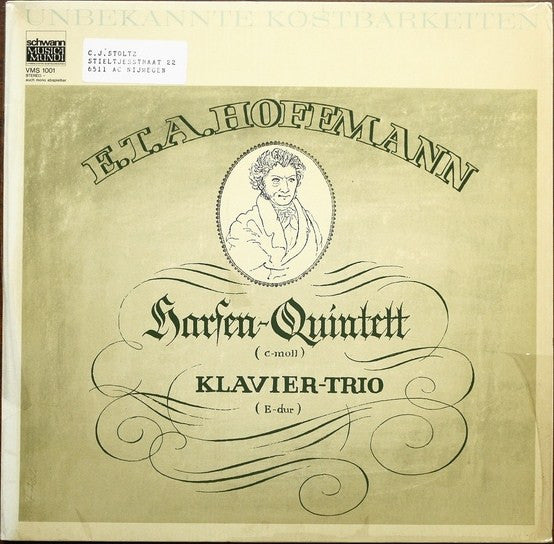 UNBEKANNTE KOSTBARKEITEN
schwann
MUSICA
MUNDI
VMS 1001
STEREO
auch mono abspielbar
C.J.STOLTZ
STIELTJESSTRAAT 22
6511 AC NIJMEGEN
E.T.A. HOFFMANN
Harfen-Quintett
(c-moll)
KLAVIER-TRIO
(E-dur)